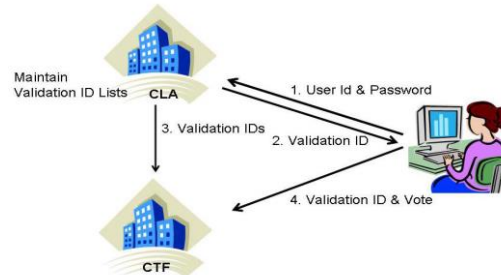 Maintain
Validation ID Lists
CLA
1. User Id & Password
3. Validation IDs
2. Validation ID
4. Validation ID & Vote
CTF